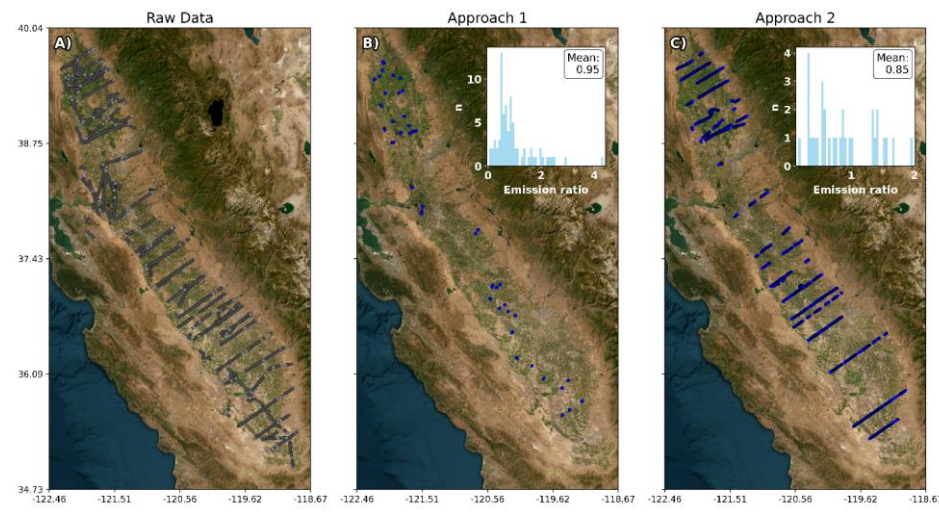 Raw Data
Approach 1
Approach 2
A)
B)
C)
40.04
38.75
37.43
36.09
34.73
-122.46
-121.51
-120.56
-119.62
-118.67
Mean:
0.95
n
10
5
0
0
2
4
Emission ratio
-122.46
-121.51
-120.56
-119.62
-118.67
Mean:
0.85
n
4
3
2
1
0
1
2
Emission ratio
-122.46
-121.51
-120.56
-119.62
-118.67